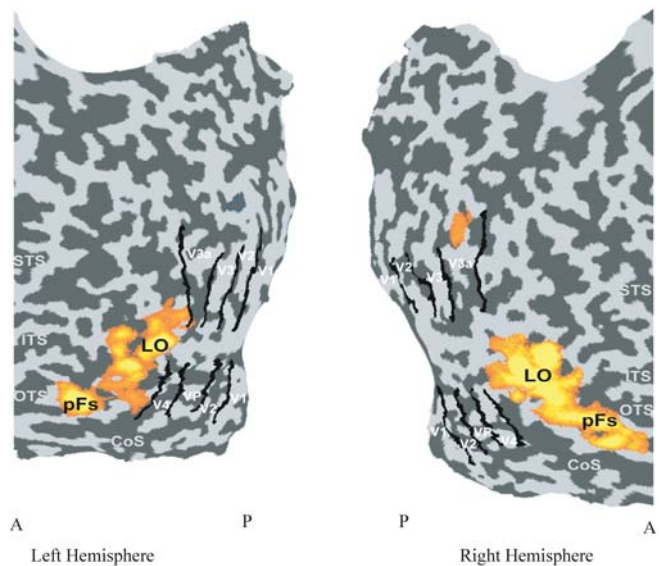 STS
ITS
OTS
V3a
V3
V2
V1
LO
pFs
V4
VP
V2
V1
CoS
V1
V2
V3
V3A
STS
ITS
OTS
LO
pFs
V1
V2
VP
V4
CoS
A
P
P
A
Left Hemisphere
Right Hemisphere